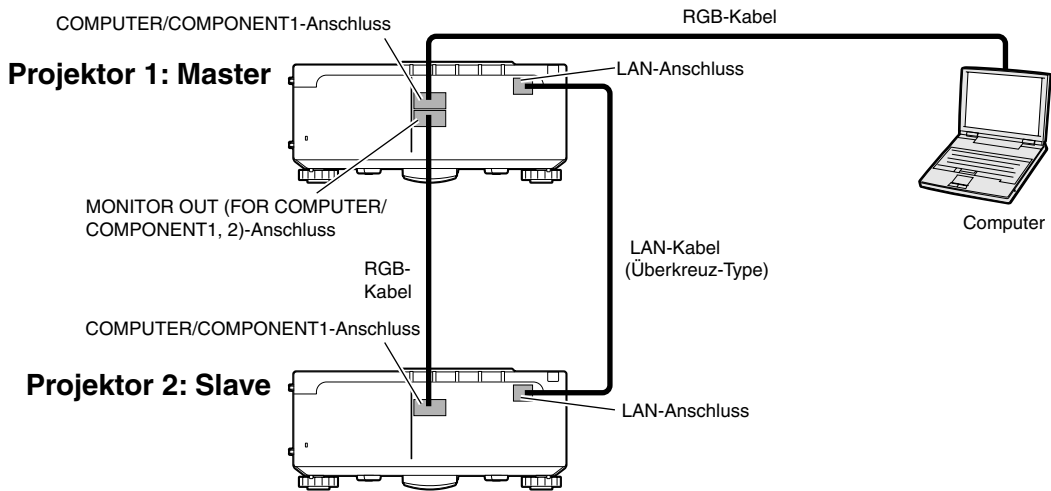 RGB-Kabel
COMPUTER/COMPONENT1-Anschluss
Projektor 1: Master
LAN-Anschluss
MONITOR OUT (FOR COMPUTER/
COMPONENT1, 2)-Anschluss
Computer
LAN-Kabel
(Überkreuz-Type)
RGB-
Kabel
COMPUTER/COMPONENT1-Anschluss
Projektor 2: Slave
LAN-Anschluss